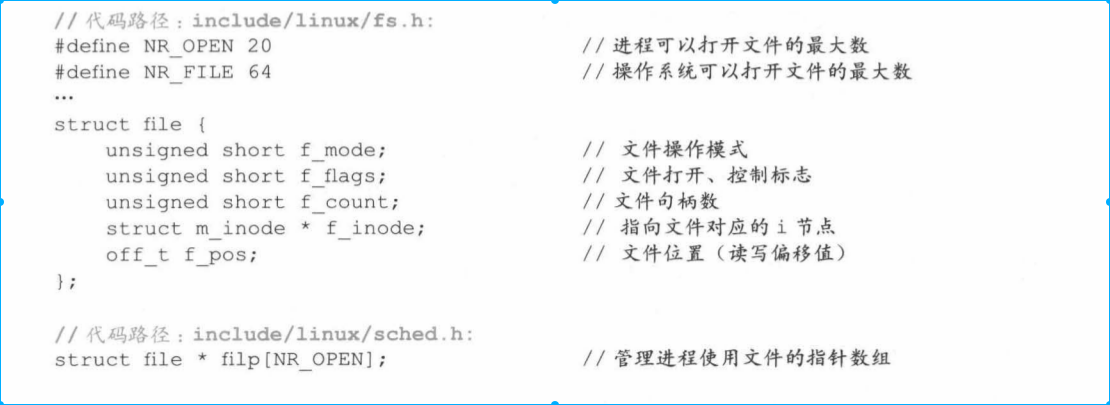 // 代码路径：include/linux/fs.h:
#define NR_OPEN 20 // 进程可以打开文件的最大数
#define NR_FILE 64 // 操作系统可以打开文件的最大数
…
struct file {
unsigned short f_mode; // 文件操作模式
unsigned short f_flags; // 文件打开、控制标志
unsigned short f_count; // 文件句柄数
struct m_inode * f_inode; // 指向文件对应的 i 节点
off_t f_pos; // 文件位置（读写偏移值）
};
// 代码路径：include/linux/sched.h:
struct file * filp[NR_OPEN]; // 管理进程使用文件的指针数组